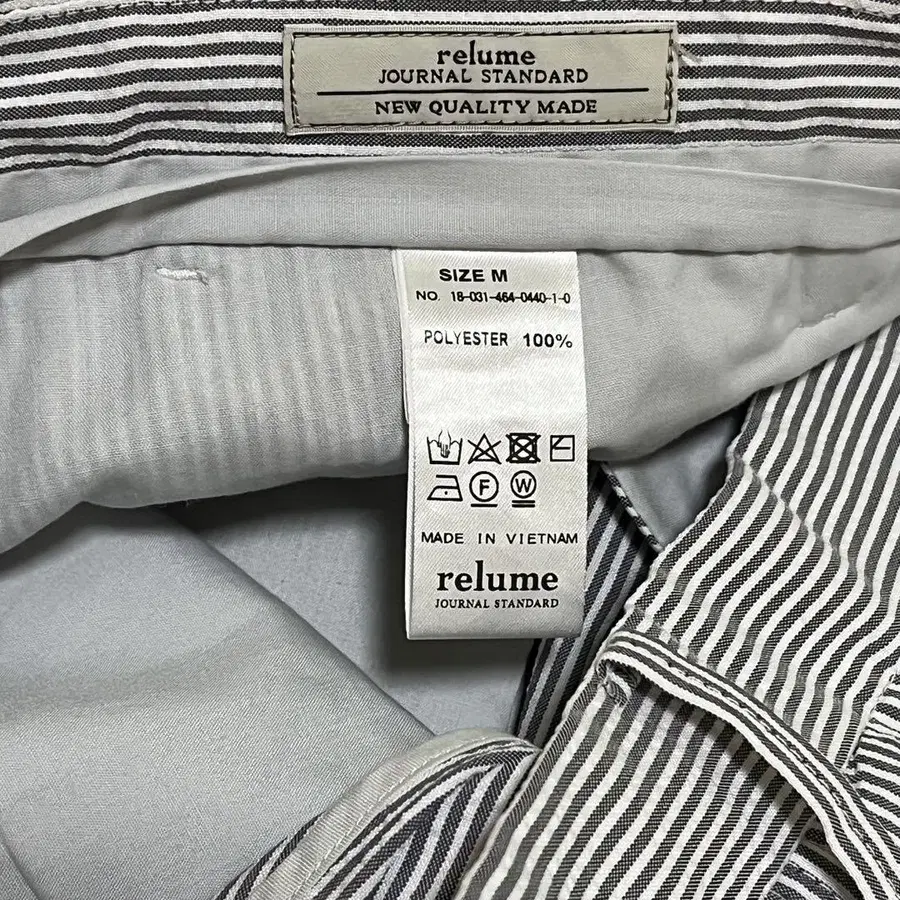 relume
JOURNAL STANDARD
NEW QUALITY MADE
SIZE M
NO. 18-031-464-0440-1-0
POLYESTER 100%
F
W
MADE IN VIETNAM
relume
JOURNAL STANDARD